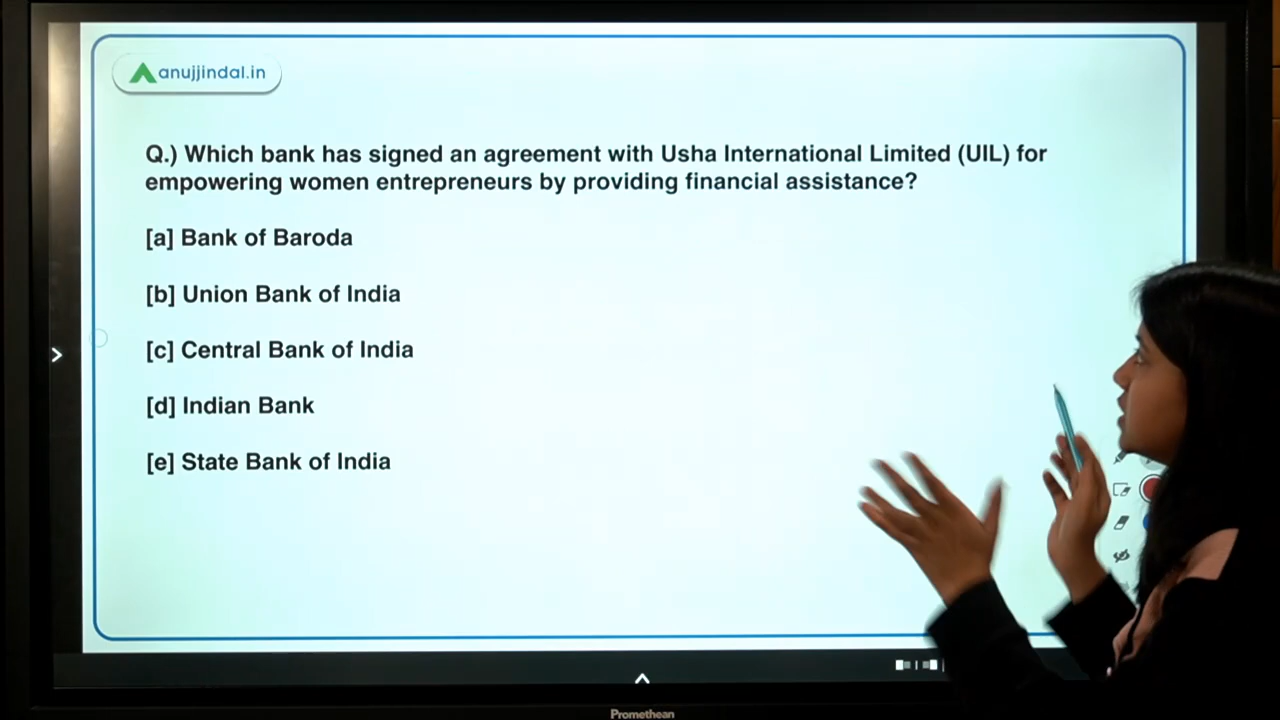 anujjindal.in
Q.) Which bank has signed an agreement with Usha International Limited (UIL) for
empowering women entrepreneurs by providing financial assistance?
[a] Bank of Baroda
[b] Union Bank of India
[c] Central Bank of India
[d] Indian Bank
[e] State Bank of India
Promethean